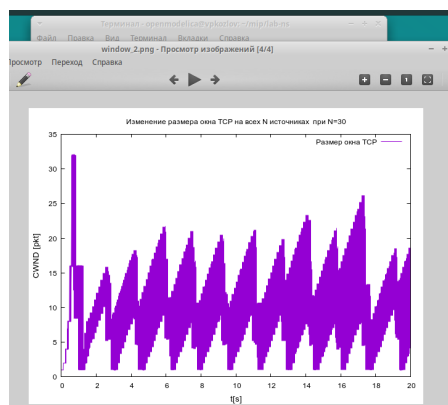 Терминал - openmodelica@vpkozlov: ~/mip/lab-ns
Файл Правка Вид Терминал Вкладки Справка
window_2.png - Просмотр изображений [4/4]
Просмотр Переход Справка
Изменение размера окна TCP на всех N источниках при N=30
Размер окна TCP
CWND [pkt]
35
30
25
20
15
10
5
0
0 2 4 6 8 10 12 14 16 18 20
t[s]